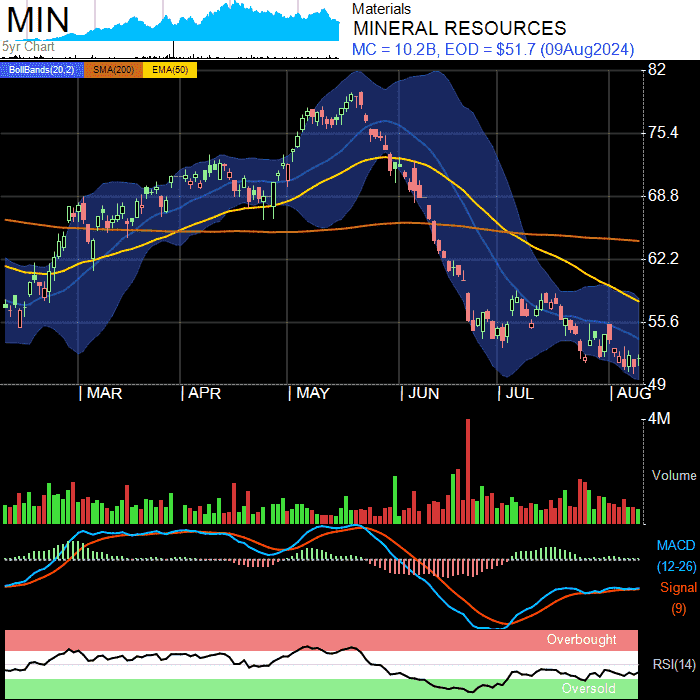 MIN
5yr Chart
Materials
MINERAL RESOURCES
MC = 10.2B, EOD = $51.7 (09Aug2024)
BollBands(20,2) SMA(200) EMA(50)
82
75.4
68.8
62.2
55.6
49
| MAR | APR | MAY | JUN | JUL | AUG
4M
Volume
MACD
(12-26)
Signal
(9)
Overbought
RSI(14)
Oversold